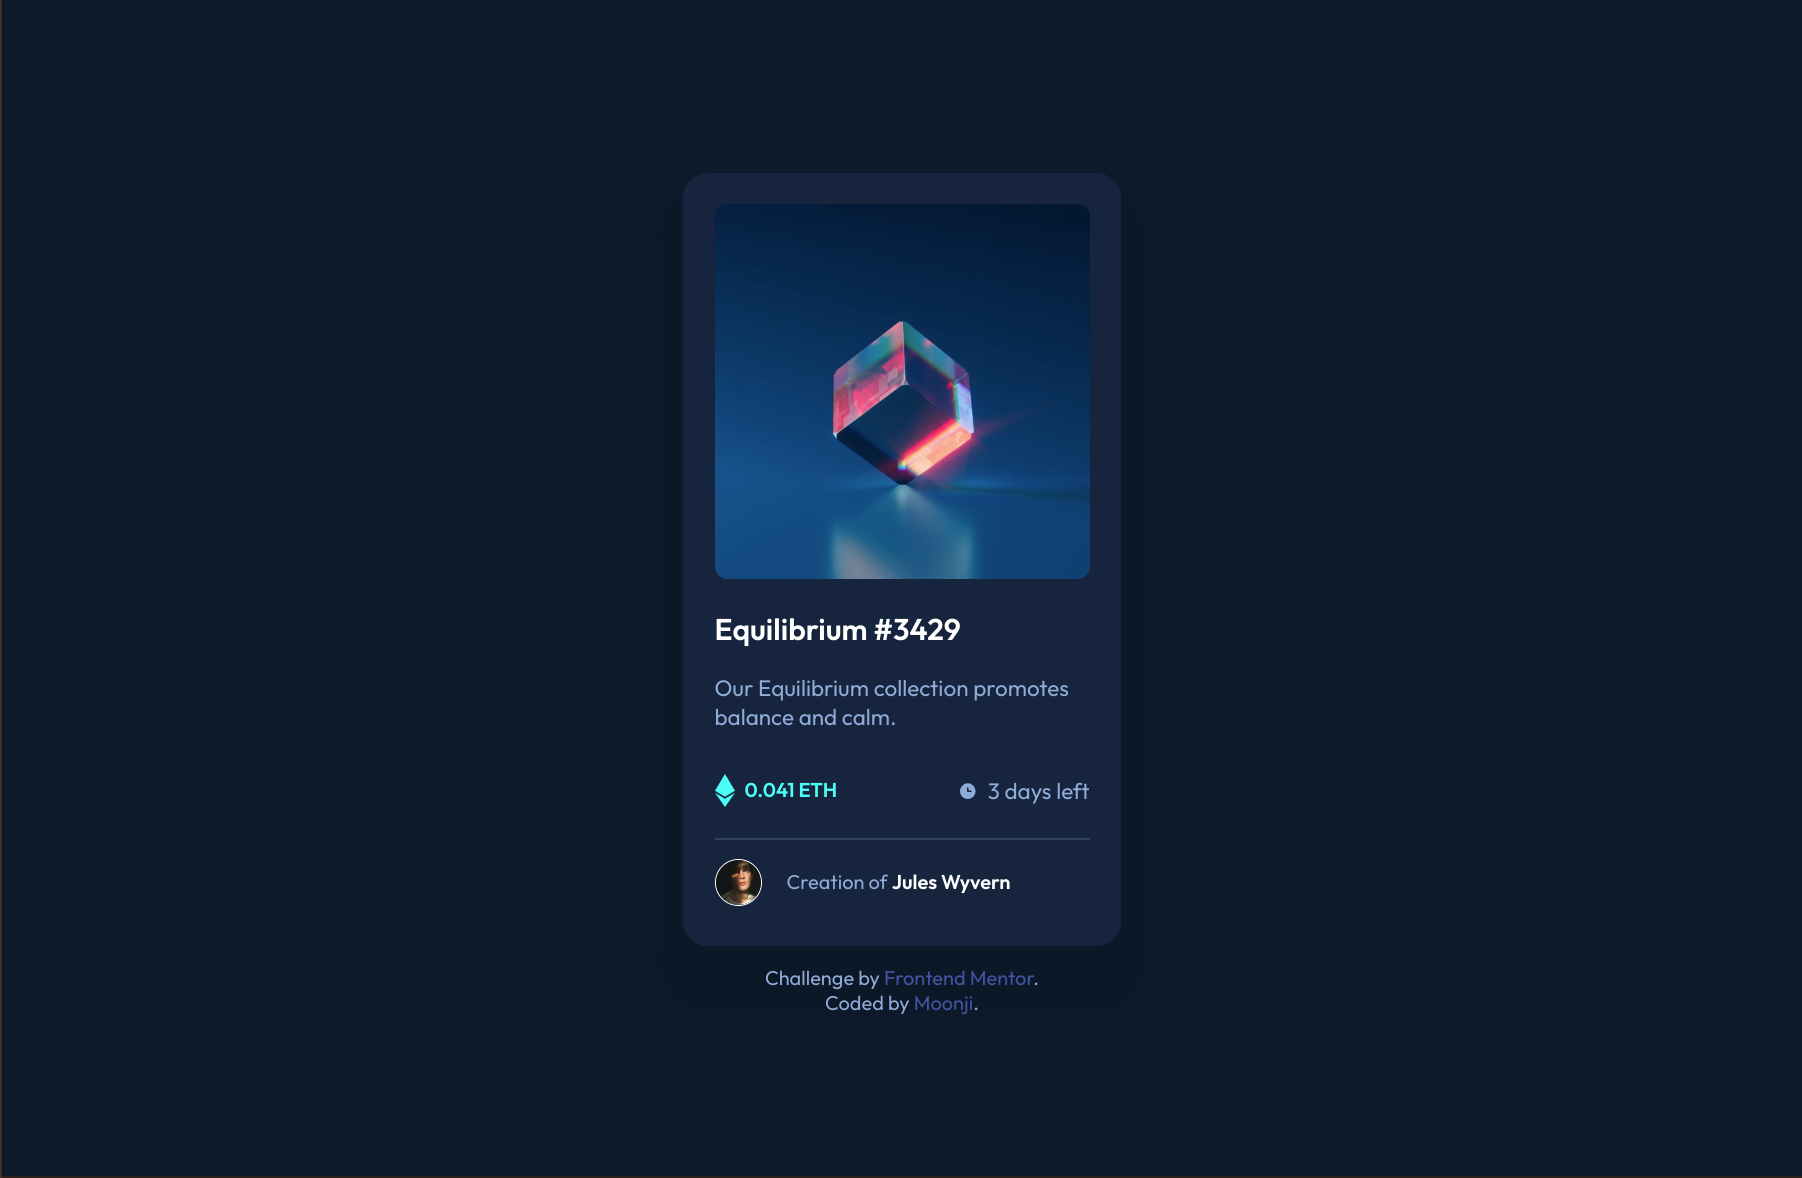 Equilibrium #3429
Our Equilibrium collection promotes
balance and calm.
0.041 ETH
3 days left
Creation of Jules Wyvern
Challenge by Frontend Mentor.
Coded by Moonji.